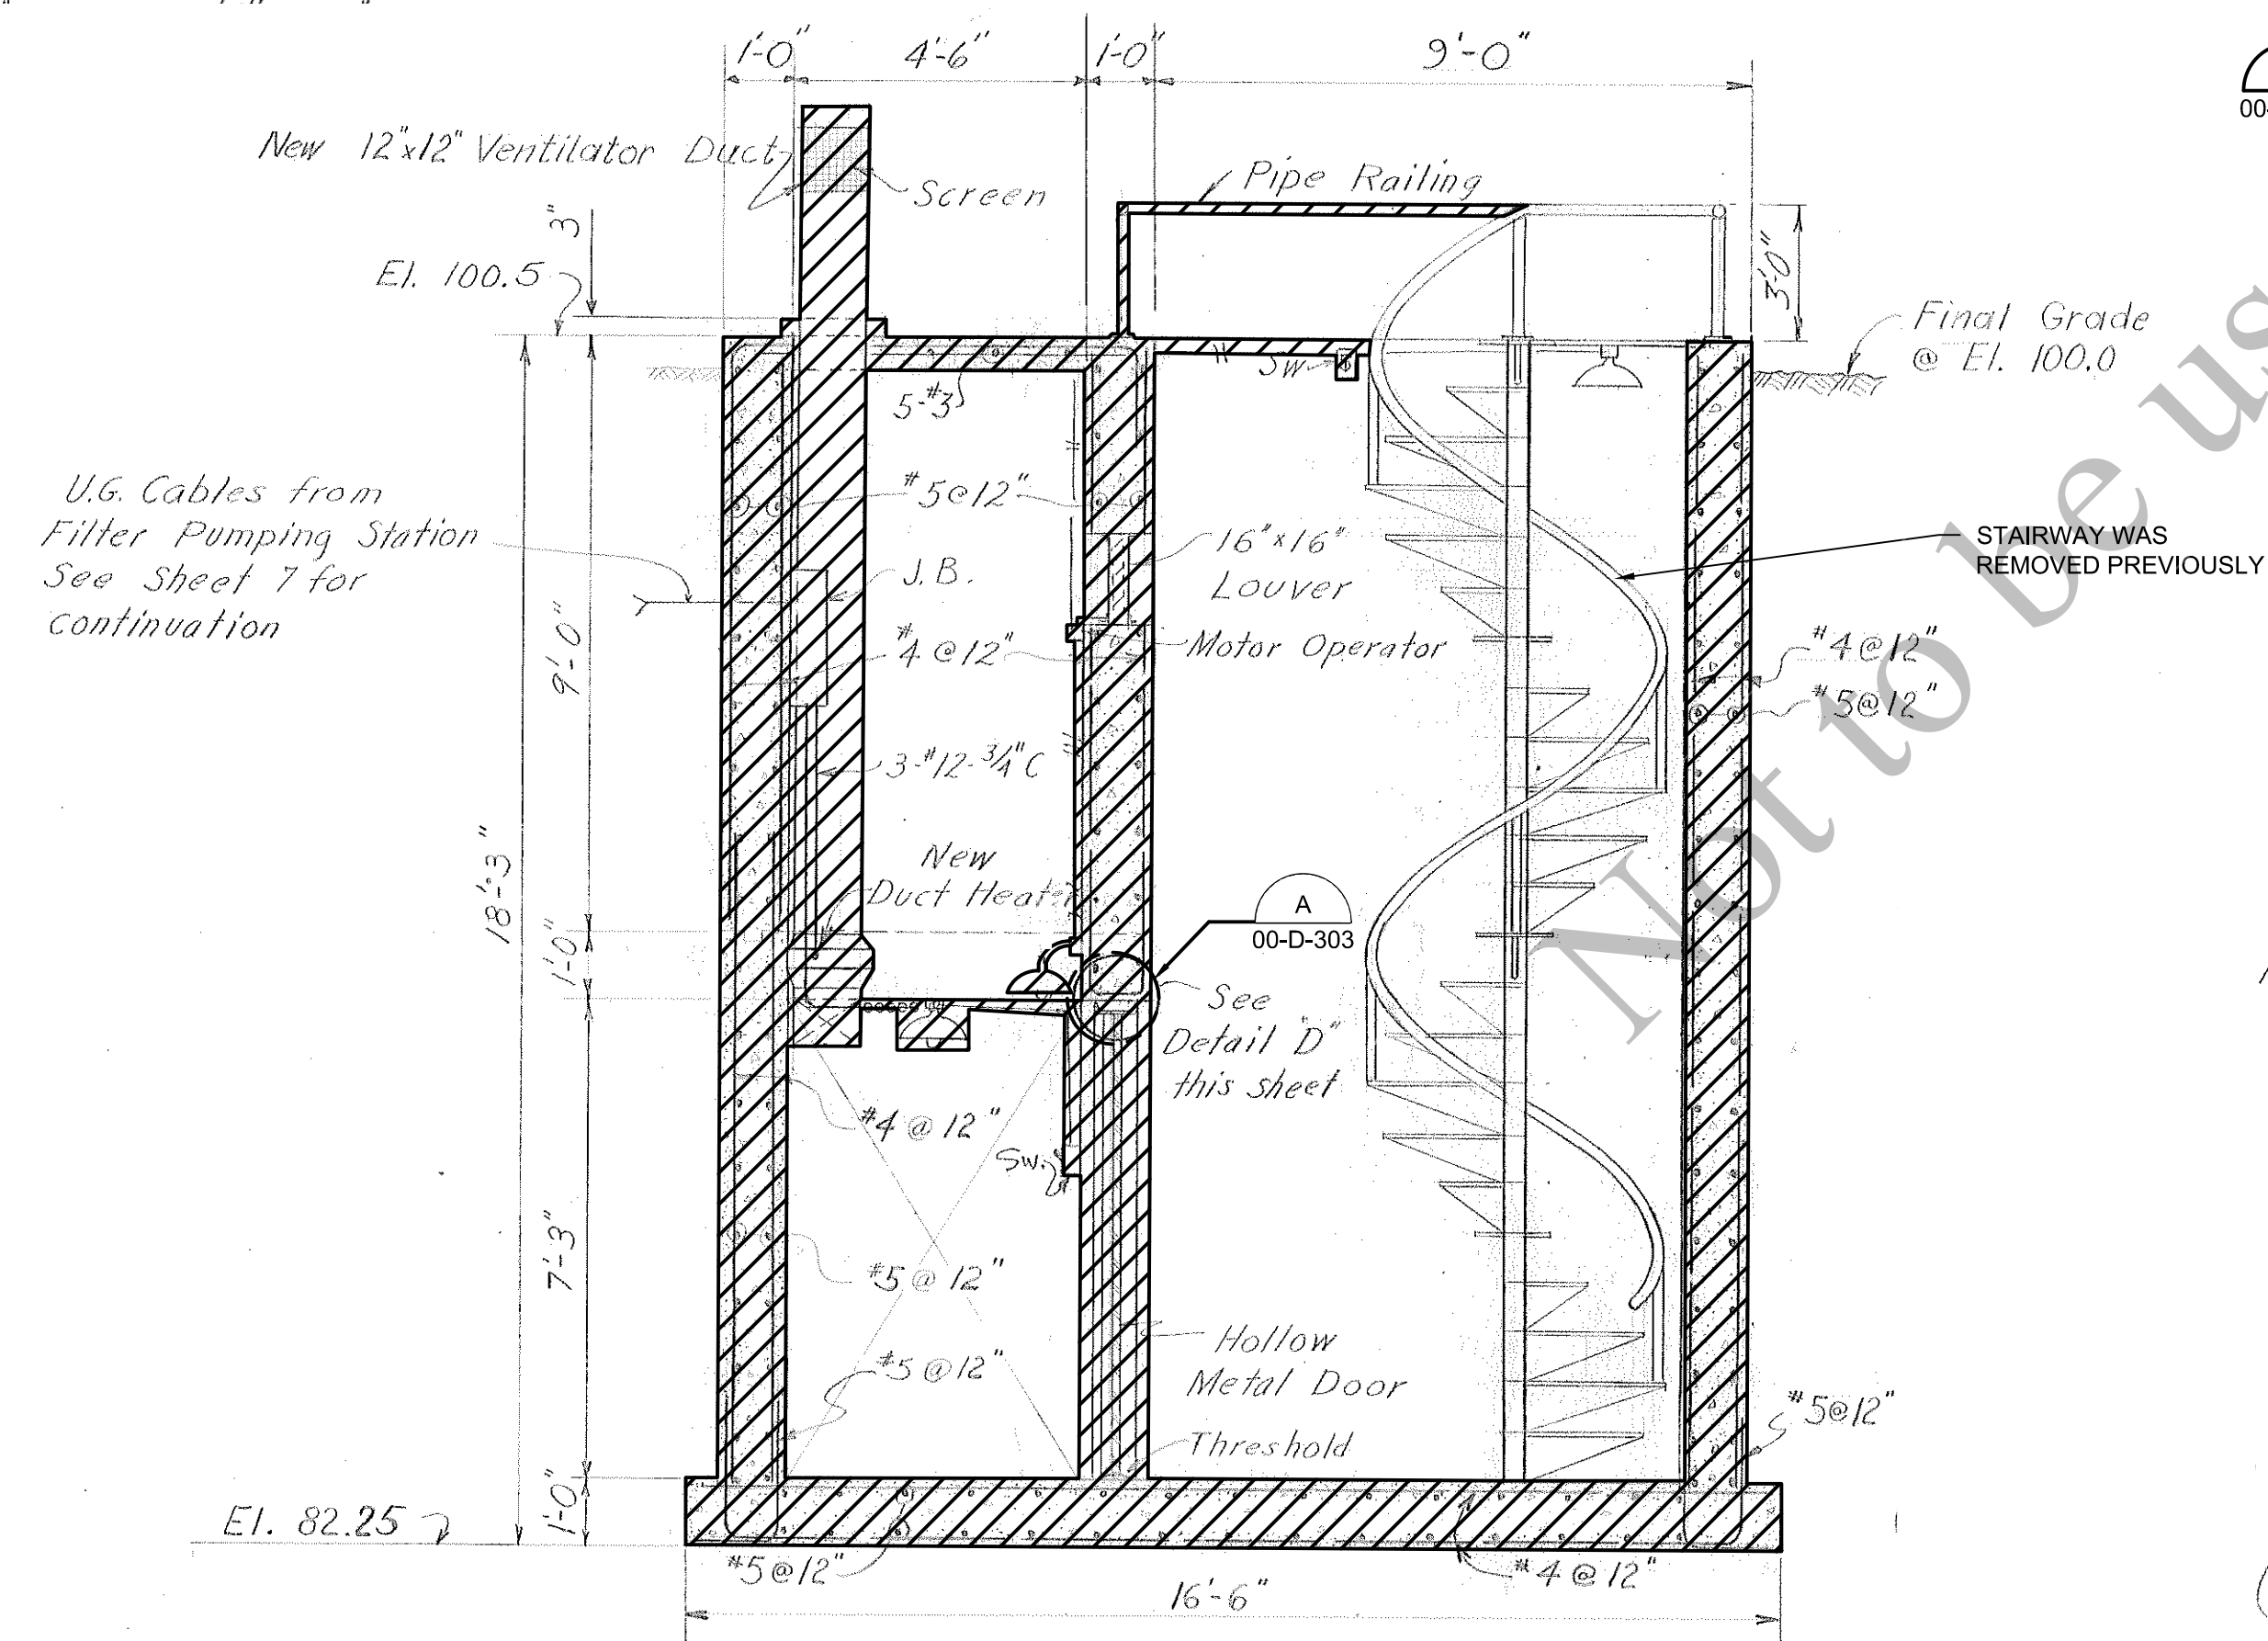 1'-0"
4'-6"
1'-0"
9'-0"
00-
New 12"x12" Ventilator Duct
Screen
Pipe Railing
3"
El. 100.5
3'-0"
Final Grade
@ El. 100.0
Sw
5-#3
U.G. Cables from
Filter Pumping Station
See Sheet 7 for
continuation
#5@12"
J.B.
16"x16"
Louver
STAIRWAY WAS
REMOVED PREVIOUSLY
9'-0"
#4@12"
Motor Operator
#4@12"
#5@12"
3-#12-3/4"C
New
Duct Heater
18'-3"
1'-0"
A
00-D-303
See
Detail "D"
this sheet
#4@12"
Sw.
7'-3"
#5@12"
#5@12"
Hollow
Metal Door
Threshold
#5@12"
El. 82.25
1'-0"
#5@12"
#4@12"
16'-6"
Not to be us